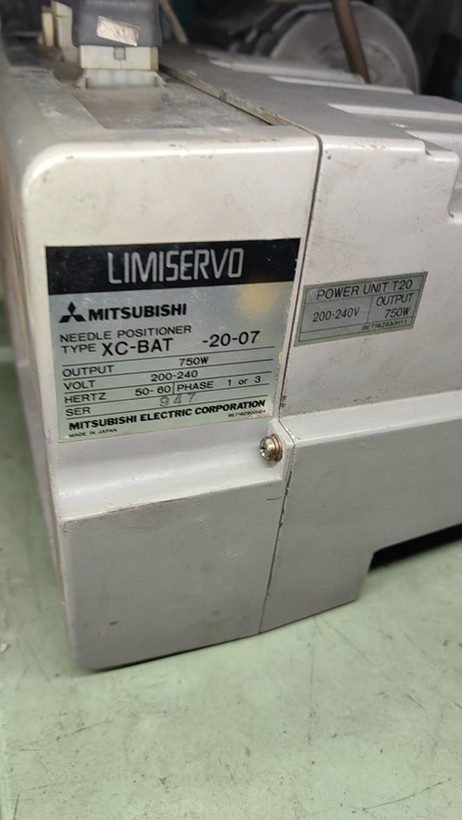 LIMISERVO
MITSUBISHI
NEEDLE POSITIONER
TYPE XC-BAT -20-07
OUTPUT 750W
VOLT 200-240
HERTZ 50-60 PHASE 1 or 3
SER 947
MITSUBISHI ELECTRIC CORPORATION
MADE IN JAPAN
POWER UNIT T20
200-240V OUTPUT 750W